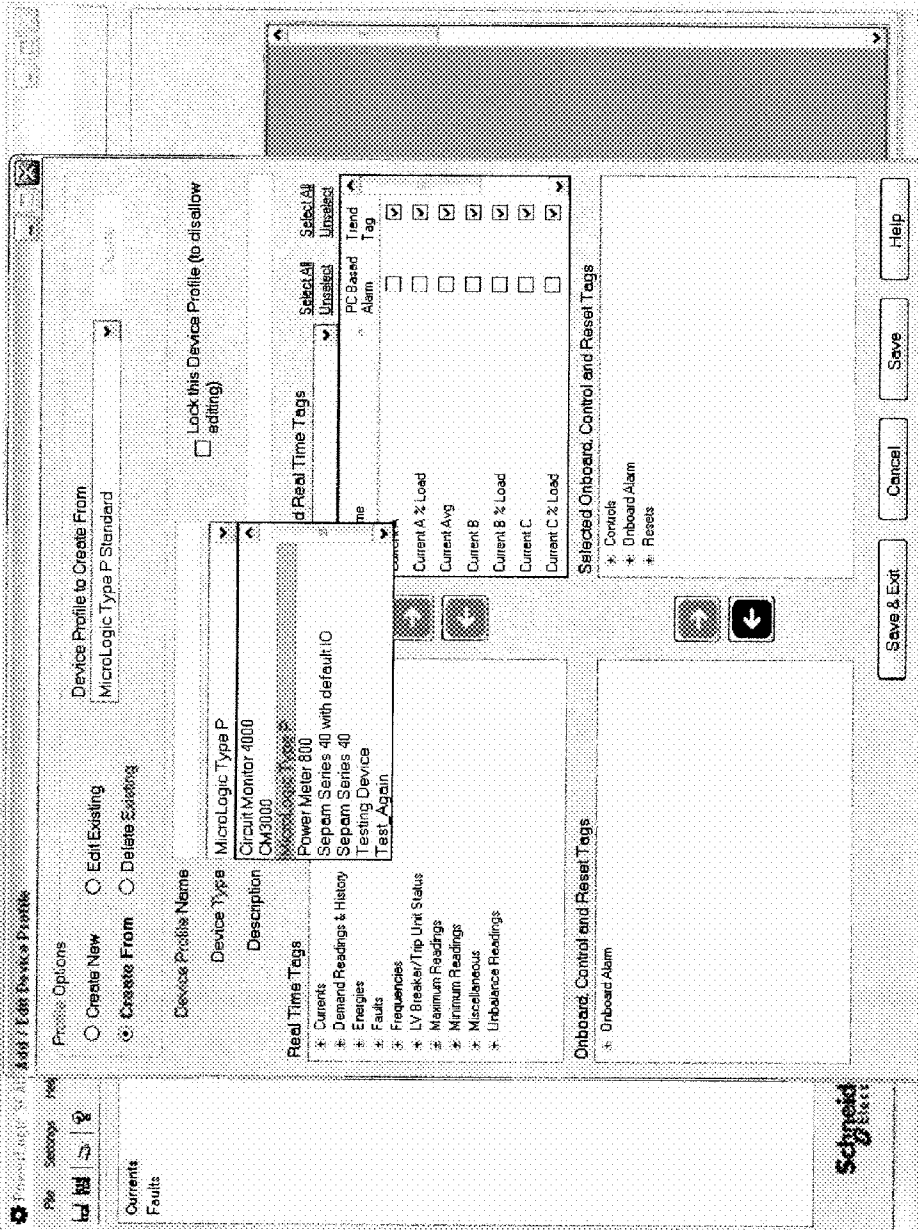 Add / Edit Device Profile
File Settings Help
Currents
Faults
Schneid
Elect
Profile Options
Create New
Edit Existing
Create From
Delete Existing
Device Profile to Create From
MicroLogic Type P Standard
Device Profile Name
Lock this Device Profile (to disallow editing)
Device Type
MicroLogic Type P
Circuit Monitor 4000
CM3000
MicroLogic Type P
Power Meter 800
Sepam Series 40 with default IO
Sepam Series 40
Testing Device
Test_Again
Description
Real Time Tags
Currents
Demand Readings & History
Energies
Faults
Frequencies
LV Breaker/Trip Unit Status
Maximum Readings
Minimum Readings
Miscellaneous
Unbalance Readings
d Real Time Tags
Select All
Unselect
Select All
Unselect
me
PC Based Alarm
Trend Tag
Current A % Load
Current Avg
Current B
Current B % Load
Current C
Current C % Load
Onboard, Control and Reset Tags
Onboard Alarm
Selected Onboard, Control and Reset Tags
Controls
Onboard Alarm
Resets
Save & Exit
Cancel
Save
Help